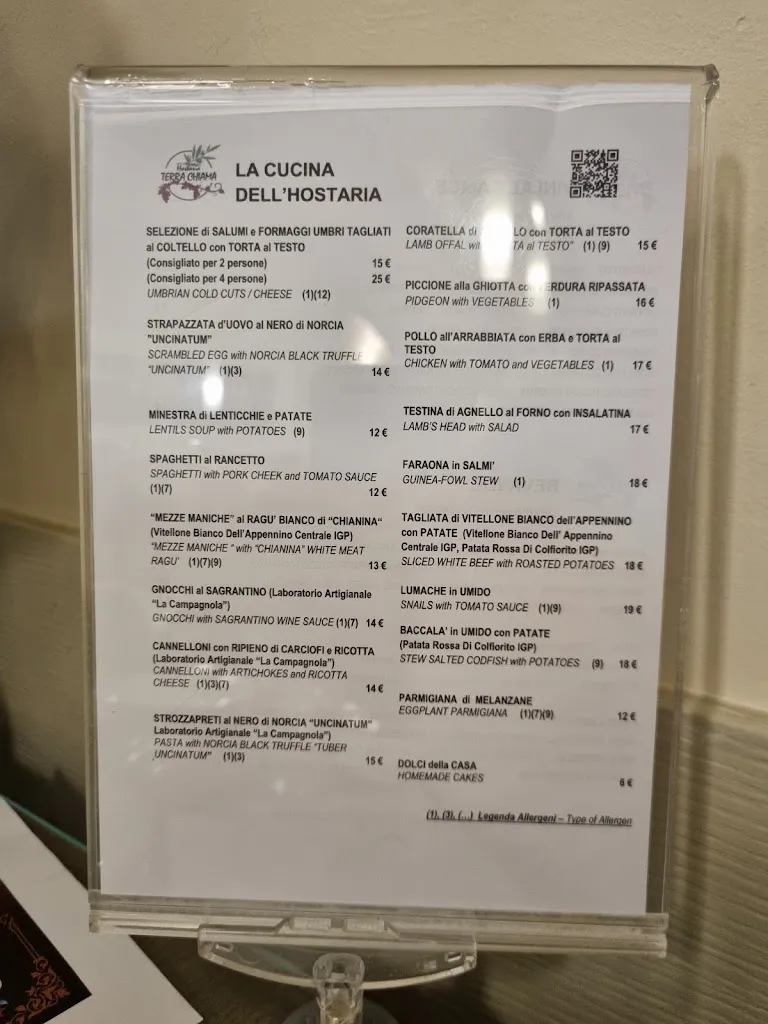 Hostaria
TERRA CHIAMA
LA CUCINA
DELL'HOSTARIA
SELEZIONE di SALUMI e FORMAGGI UMBRI TAGLIATI
al COLTELLO con TORTA al TESTO
(Consigliato per 2 persone) 15 €
(Consigliato per 4 persone) 25 €
UMBRIAN COLD CUTS / CHEESE (1)(12)
STRAPAZZATA d'UOVO al NERO di NORCIA
"UNCINATUM"
SCRAMBLED EGG with NORCIA BLACK TRUFFLE
"UNCINATUM" (1)(3) 14 €
MINESTRA di LENTICCHIE e PATATE
LENTILS SOUP with POTATOES (9) 12 €
SPAGHETTI al RANCETTO
SPAGHETTI with PORK CHEEK and TOMATO SAUCE
(1)(7) 12 €
"MEZZE MANICHE" al RAGU' BIANCO di "CHIANINA"
(Vitellone Bianco Dell'Appennino Centrale IGP)
"MEZZE MANICHE " with "CHIANINA" WHITE MEAT
RAGU' (1)(7)(9) 13 €
GNOCCHI al SAGRANTINO (Laboratorio Artigianale
"La Campagnola")
GNOCCHI with SAGRANTINO WINE SAUCE (1)(7) 14 €
CANNELLONI con RIPIENO di CARCIOFI e RICOTTA
(Laboratorio Artigianale "La Campagnola")
CANNELLONI with ARTICHOKES and RICOTTA
CHEESE (1)(3)(7) 14 €
STROZZAPRETI al NERO di NORCIA "UNCINATUM"
Laboratorio Artigianale "La Campagnola")
PASTA with NORCIA BLACK TRUFFLE "TUBER
UNCINATUM" (1)(3) 15 €
CORATELLA di LO con TORTA al TESTO
LAMB OFFAL with TA al TESTO" (1) (9) 15 €
PICCIONE alla GHIOTTA con VERDURA RIPASSATA
PIDGEON with VEGETABLES (1) 16 €
POLLO all'ARRABBIATA con ERBA e TORTA al
TESTO
CHICKEN with TOMATO and VEGETABLES (1) 17 €
TESTINA di AGNELLO al FORNO con INSALATINA
LAMB'S HEAD with SALAD 17 €
FARAONA in SALMI'
GUINEA-FOWL STEW (1) 18 €
TAGLIATA di VITELLONE BIANCO dell'APPENNINO
con PATATE (Vitellone Bianco Dell' Appennino
Centrale IGP, Patata Rossa Di Colfiorito IGP)
SLICED WHITE BEEF with ROASTED POTATOES 18 €
LUMACHE in UMIDO
SNAILS with TOMATO SAUCE (1)(9) 19 €
BACCALA' in UMIDO con PATATE
(Patata Rossa Di Colfiorito IGP)
STEW SALTED CODFISH with POTATOES (9) 18 €
PARMIGIANA di MELANZANE
EGGPLANT PARMIGIANA (1)(7)(9) 12 €
DOLCI della CASA
HOMEMADE CAKES 6 €
(1), (3), (...) Legenda Allergeni – Type of Allergen